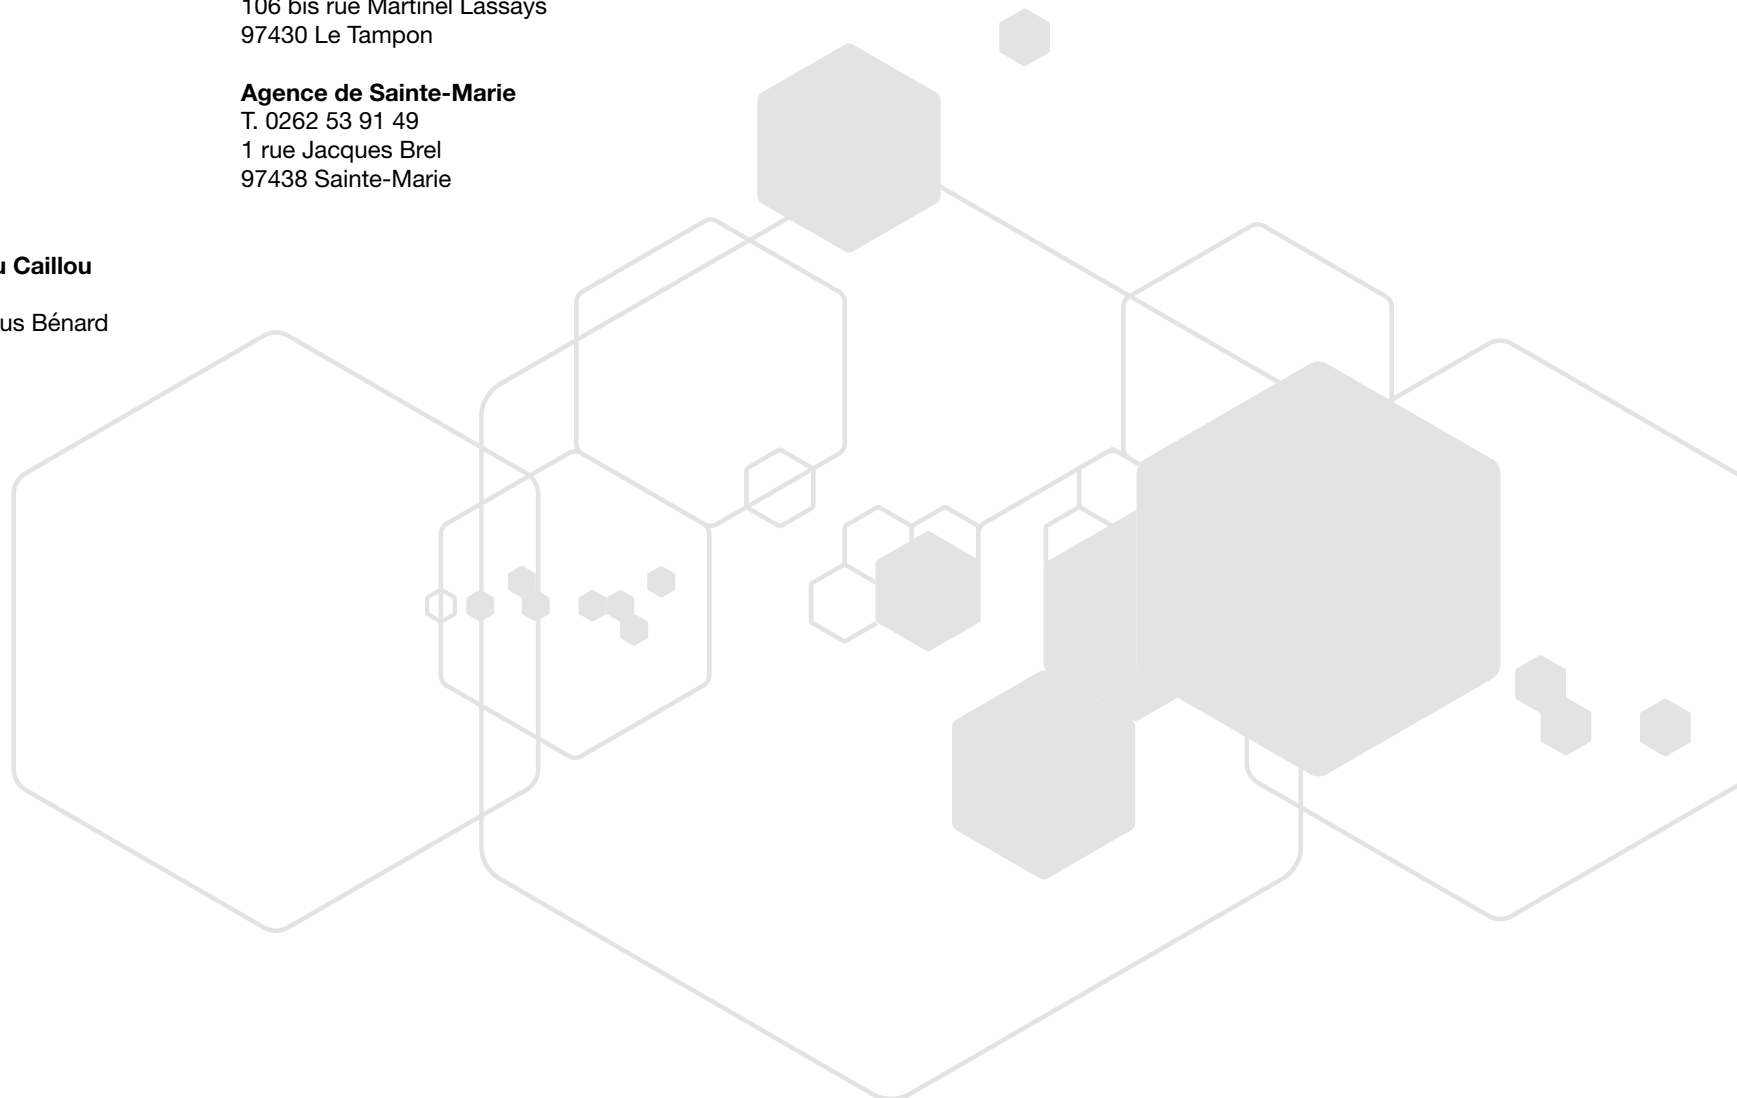 106 bis rue Martinel Lassays
97430 Le Tampon
Agence de Sainte-Marie
T. 0262 53 91 49
1 rue Jacques Brel
97438 Sainte-Marie
Caillou
Bénard